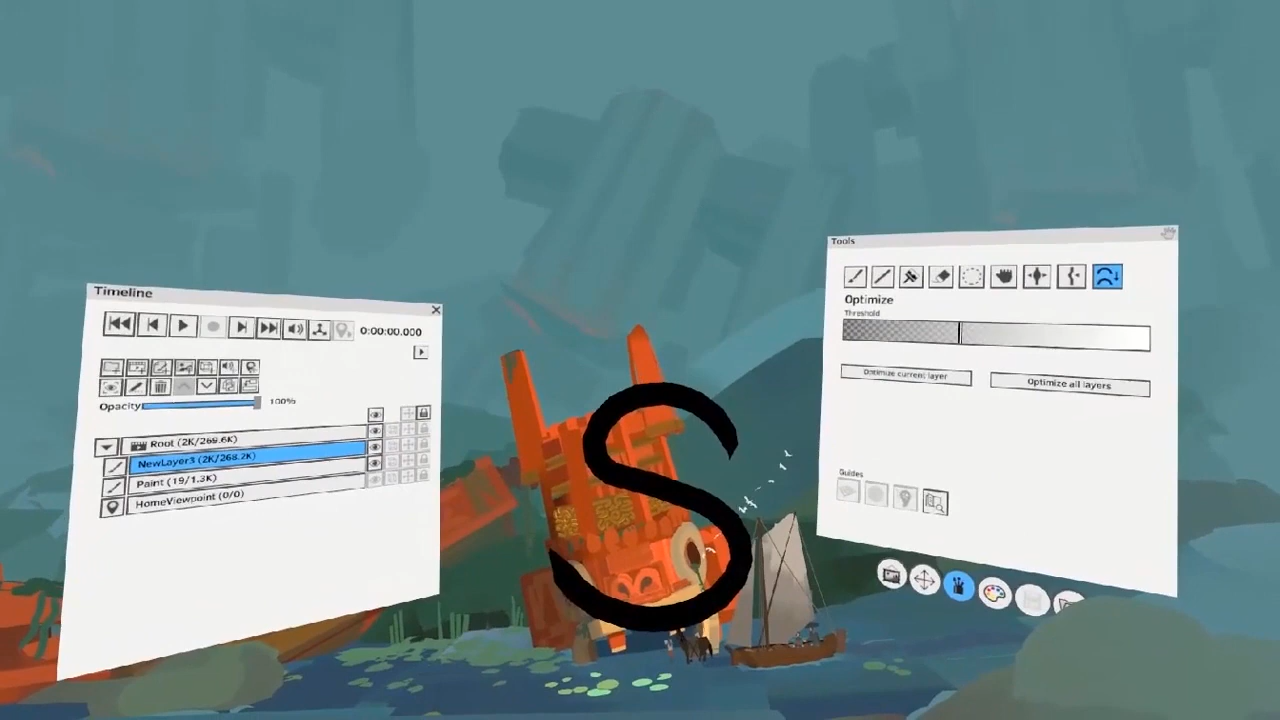 Timeline
0:00:00.000
Opacity 100%
Root (2K/269.6K)
NewLayer3 (2K/268.2K)
Paint (19/1.3K)
HomeViewpoint (0/0)
S
Tools
Optimize
Threshold
Optimize current layer
Optimize all layers
Guides